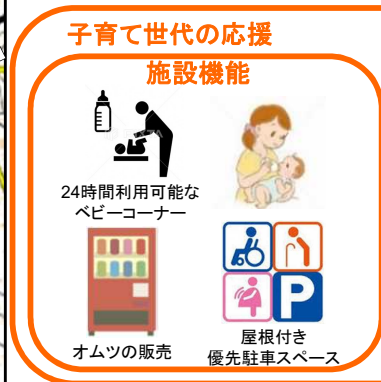 子育て世代の応援
施設機能
24時間利用可能な
ベビーコーナー
オムツの販売
P
屋根付き
優先駐車スペース